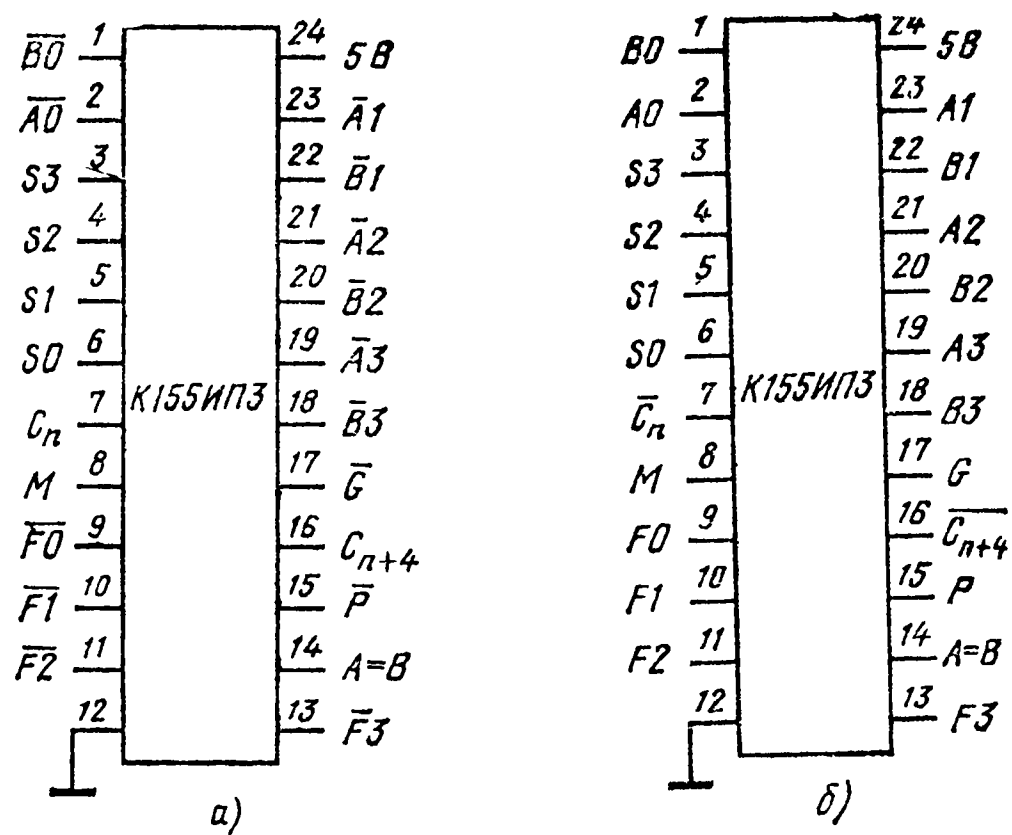 B̅0̅ 1 24 5В
A̅0̅ 2 23 A̅1
S3 3 22 B̅1
S2 4 21 A̅2
S1 5 20 B̅2
S0 6 19 A̅3
К155ИП3
Cₙ 7 18 B̅3
M 8 17 G̅
F̅0̅ 9 16 Cₙ₊₄
F̅1̅ 10 15 P̅
F̅2̅ 11 14 A=B
12 13 F̅3
а)
B0 1 24 5В
A0 2 23 A1
S3 3 22 B1
S2 4 21 A2
S1 5 20 B2
S0 6 19 A3
К155ИП3
C̅ₙ 7 18 B3
M 8 17 G
F0 9 16 C̅ₙ̅₊̅₄̅
F1 10 15 P
F2 11 14 A=B
12 13 F3
б)